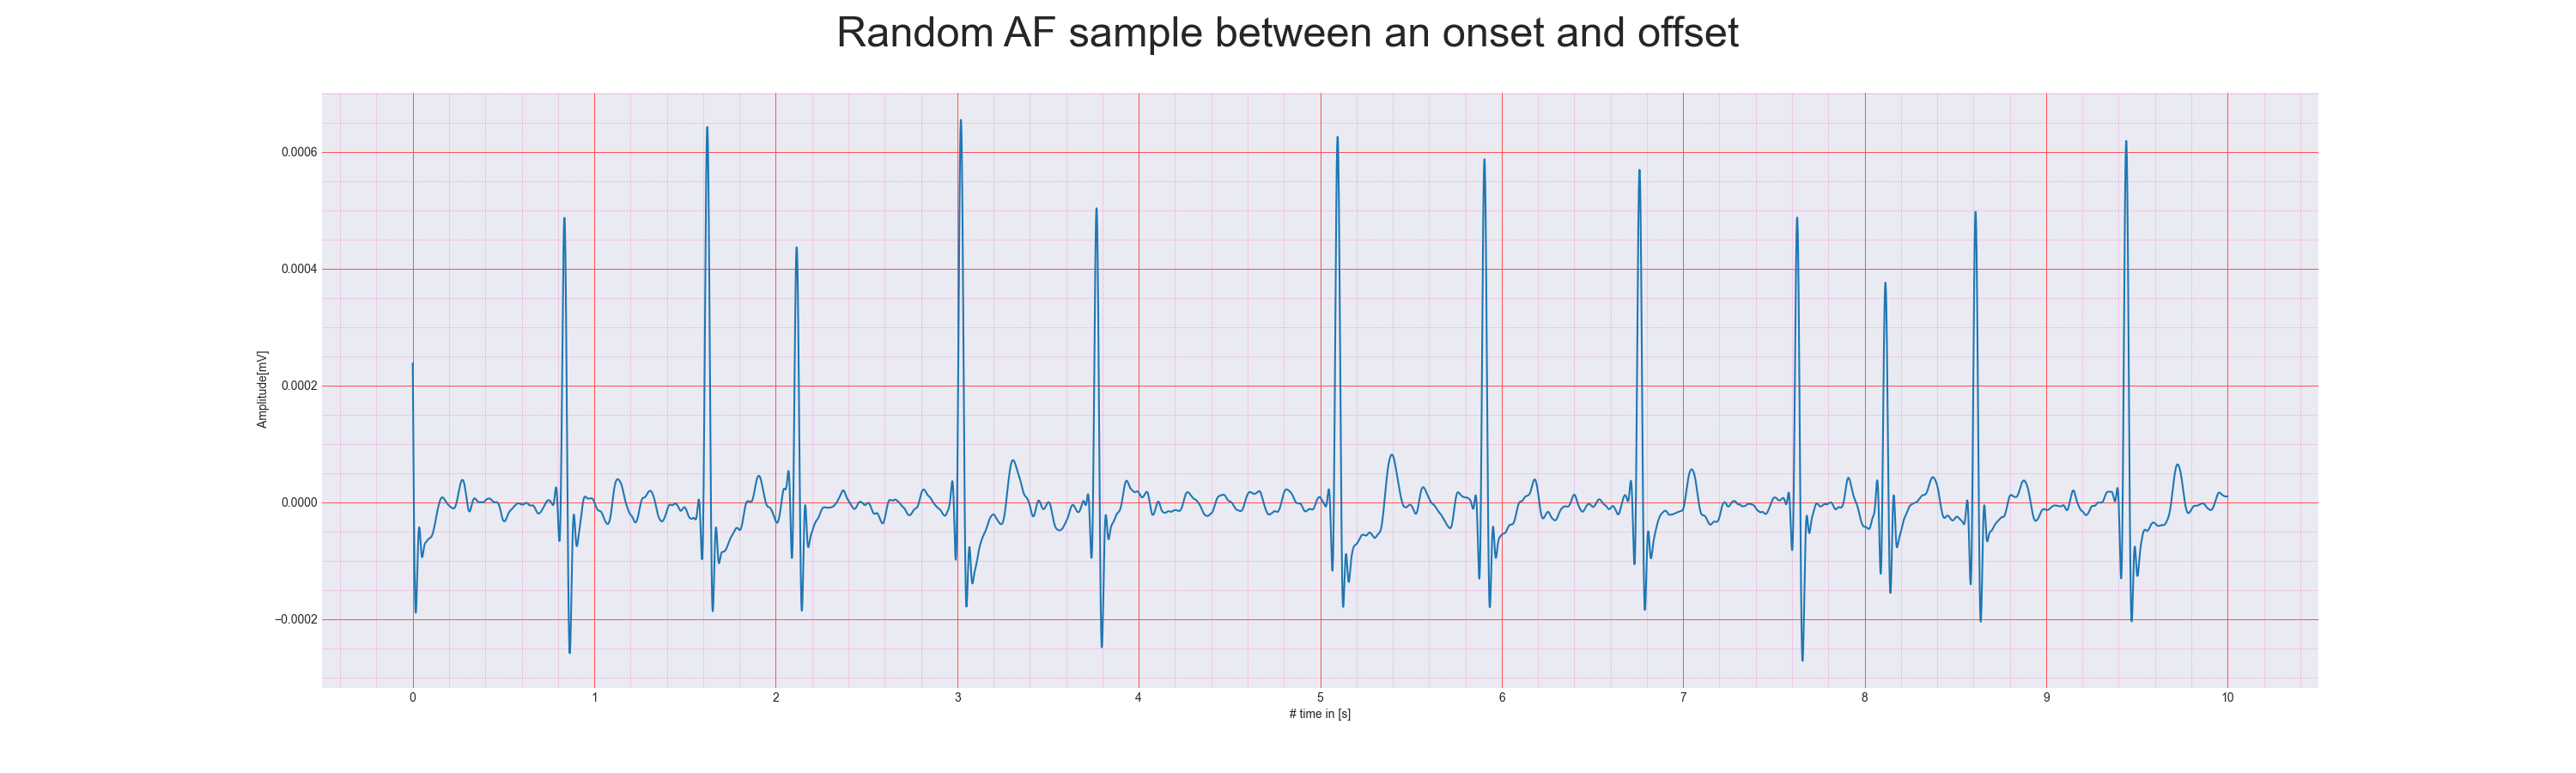 Random AF sample between an onset and offset
Amplitude[mV]
0.0006
0.0004
0.0002
0.0000
−0.0002
0 1 2 3 4 5 6 7 8 9 10
# time in [s]